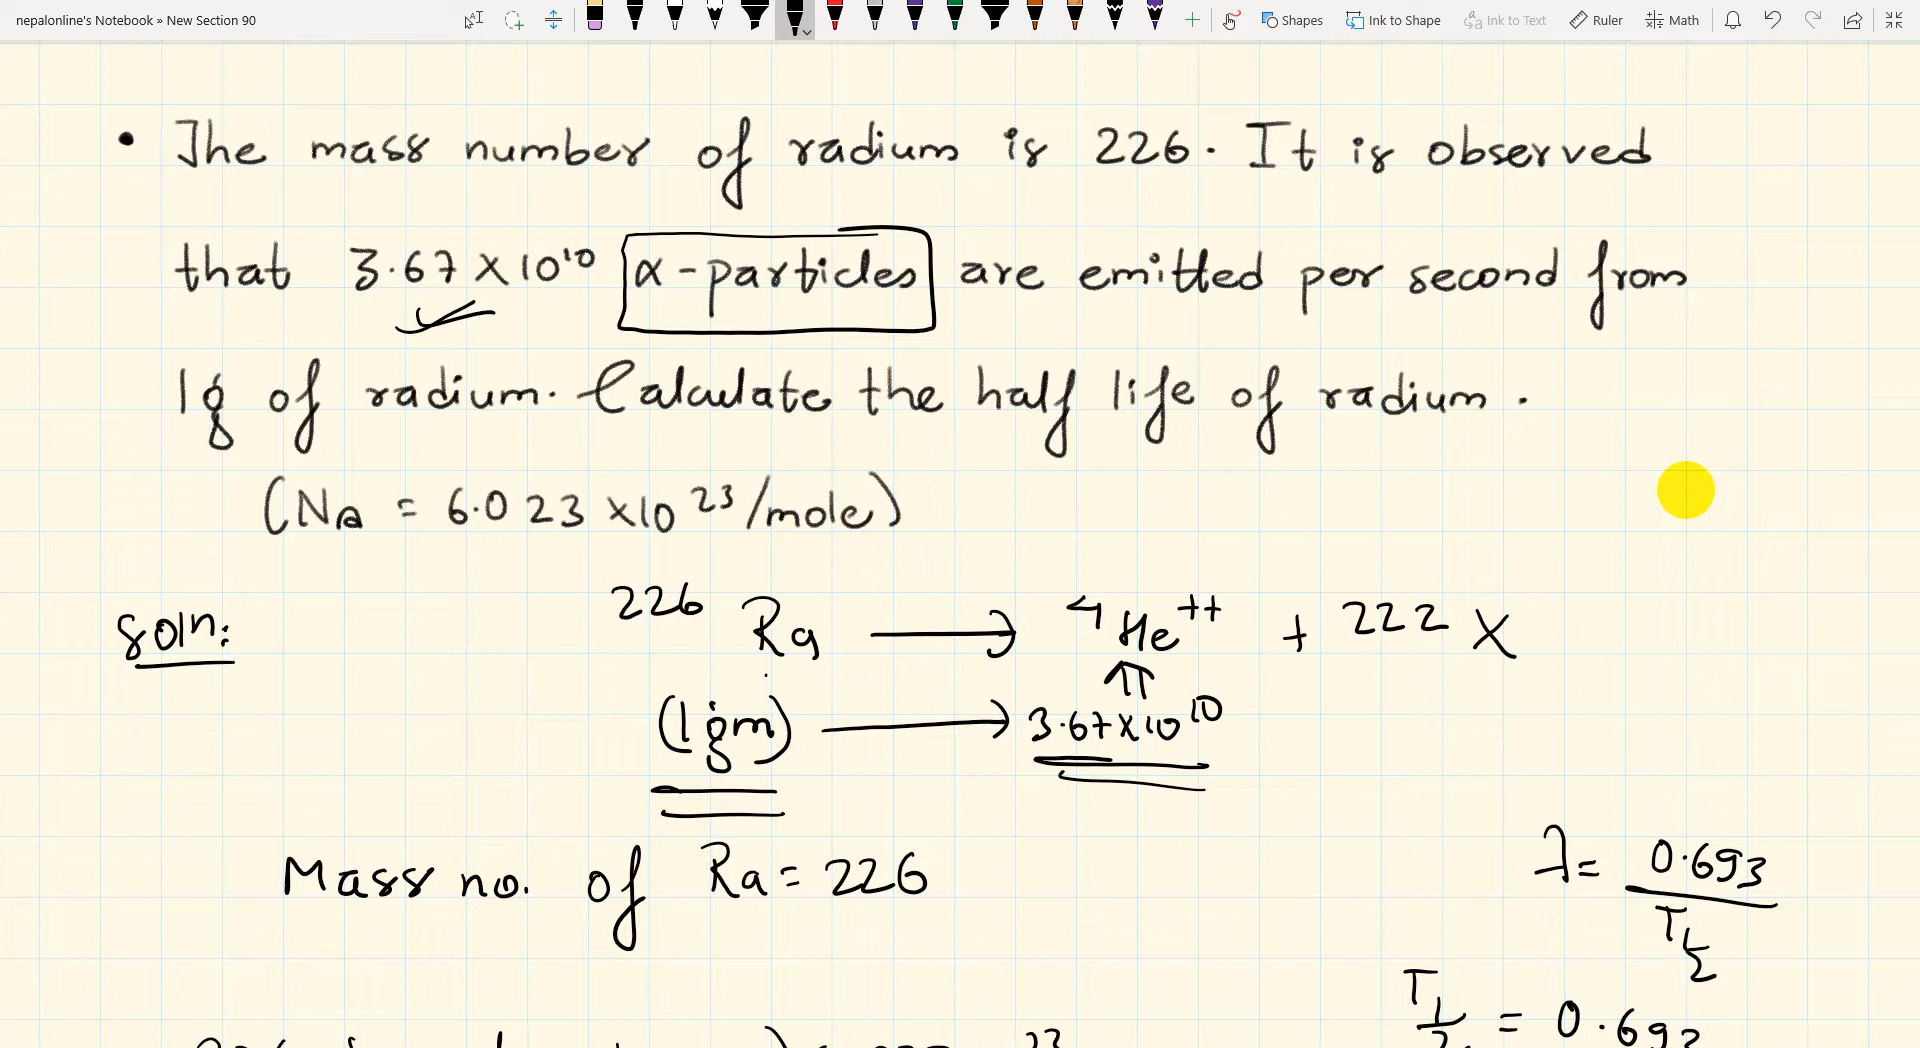 nepalonline's Notebook » New Section 90
Shapes Ink to Shape Ink to Text Ruler Math
• The mass number of radium is 226. It is observed
that 3.67 × 10¹⁰ α-particles are emitted per second from
1g of radium. Calculate the half life of radium.
(NA = 6.023 ×10²³/mole)
soln: ²²⁶Ra → ⁴He⁺⁺ + ²²²X
(1gm) → 3.67×10¹⁰
Mass no. of Ra = 226
λ = 0.693 / T½
T½ = 0.693